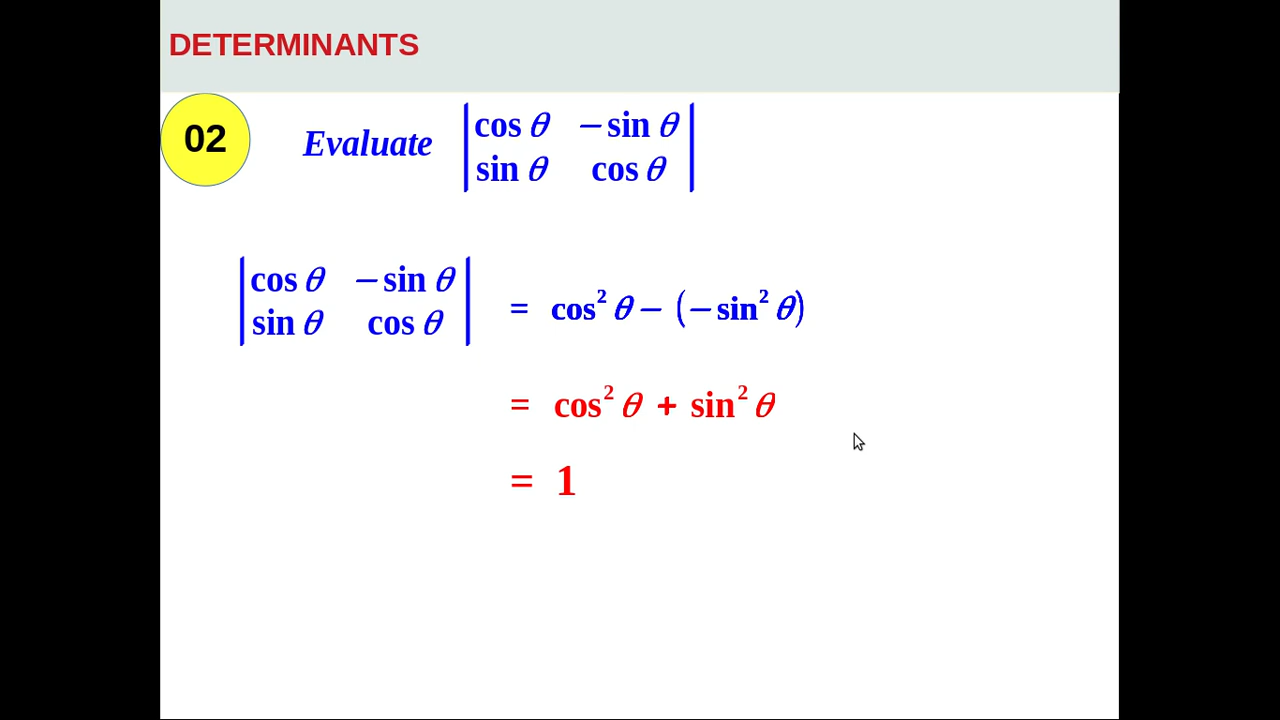 DETERMINANTS
02 Evaluate |cos θ −sin θ|
|sin θ cos θ|
|cos θ −sin θ|
|sin θ cos θ| = cos² θ − (−sin² θ)
= cos² θ + sin² θ
= 1